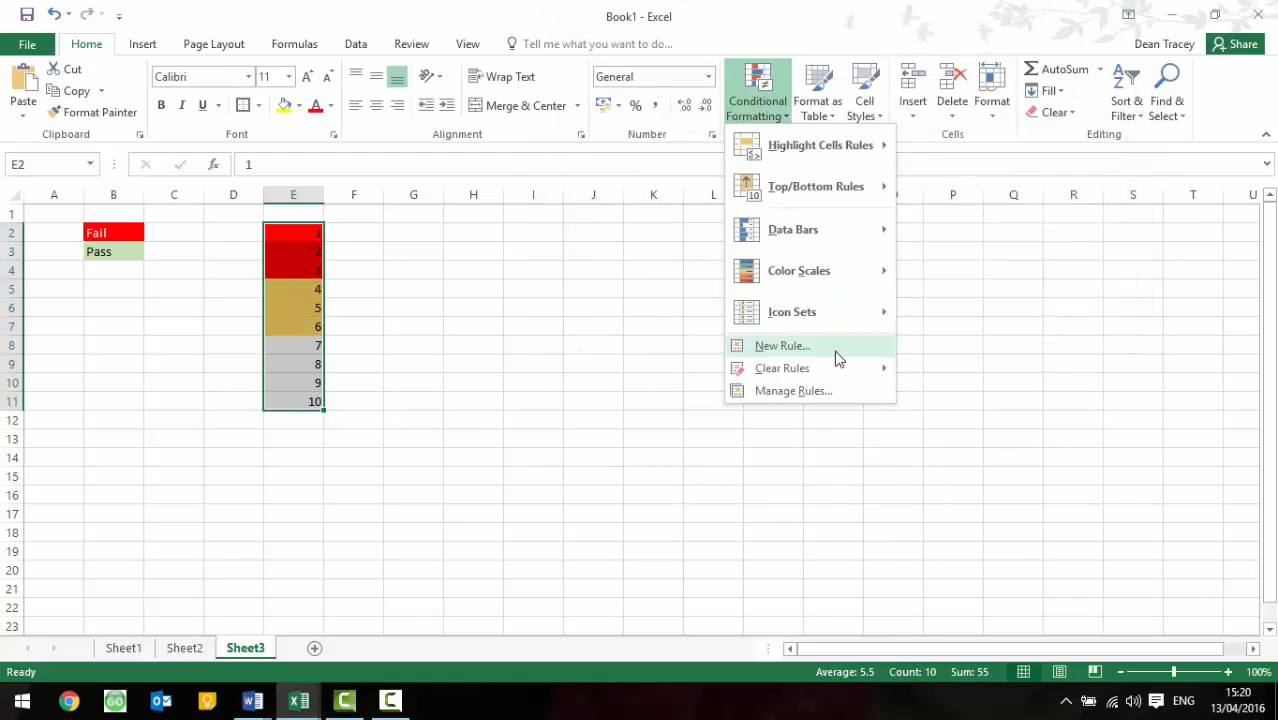 Book1 - Excel
File Home Insert Page Layout Formulas Data Review View Tell me what you want to do... Dean Tracey Share
Paste Cut
Copy
Format Painter
Calibri 11
B I U
Wrap Text
Merge & Center
General
%
Conditional Formatting
Format as Table
Cell Styles
Insert Delete Format
AutoSum
Fill
Clear
Sort & Filter
Find & Select
Clipboard Font Alignment Number Cells Editing
E2 fx 1
A B C D E F G H I J K L P Q R S T U
1
2 Fail 1
3 Pass 2
4 3
5 4
6 5
7 6
8 7
9 8
10 9
11 10
12
13
14
15
16
17
18
19
20
21
22
23
Highlight Cells Rules
Top/Bottom Rules
Data Bars
Color Scales
Icon Sets
New Rule...
Clear Rules
Manage Rules...
Sheet1 Sheet2 Sheet3
Ready Average: 5.5 Count: 10 Sum: 55 100%
ENG 15:20
13/04/2016